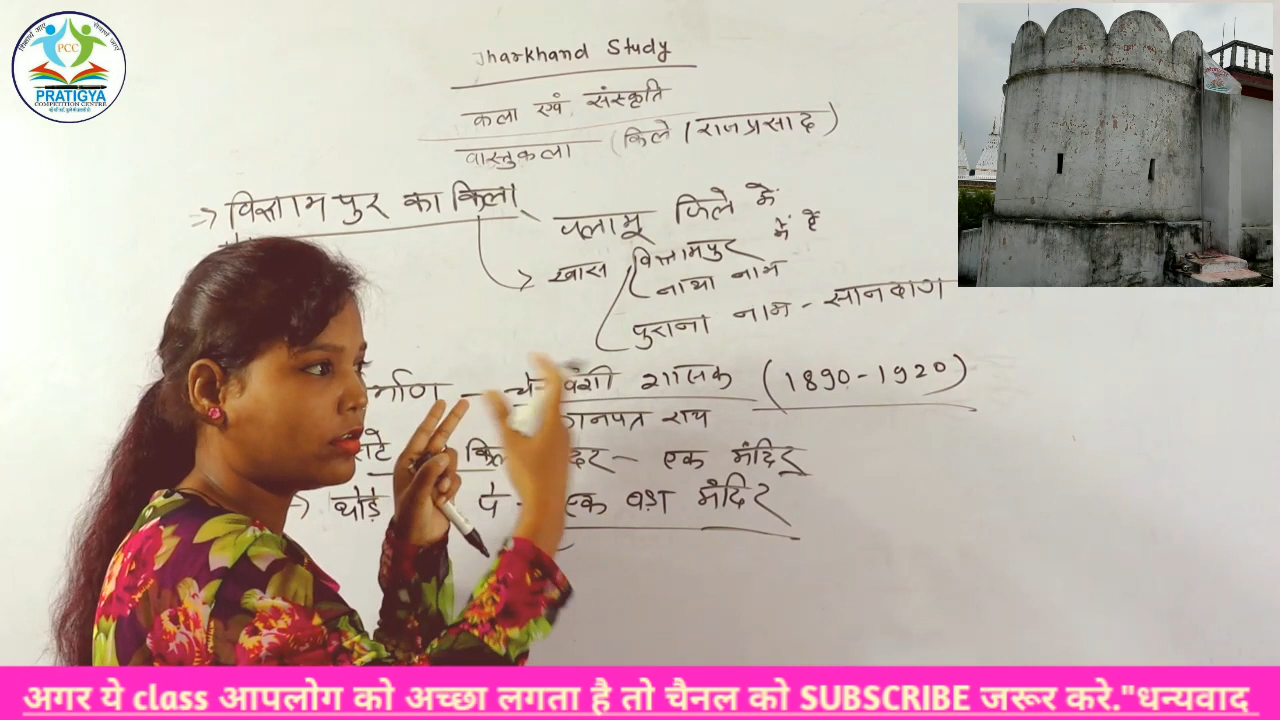 PCC
PRATIGYA
COMPETITION CENTRE
Jharkhand Study
कला एवं संस्कृति
वास्तुकला (किले/राजप्रसाद)
=> विस्तामपुर का किला
पलामू जिले में
खास विस्तामपुर में है
नाया नाम
पुराना नाम - सानदाग
शासक (1890-1920)
राय
एक मंदिर
थोड़े पे - एक बड़ा मंदिर
अगर ये class आपलोग को अच्छा लगता है तो चैनल को SUBSCRIBE जरूर करे."धन्यवाद